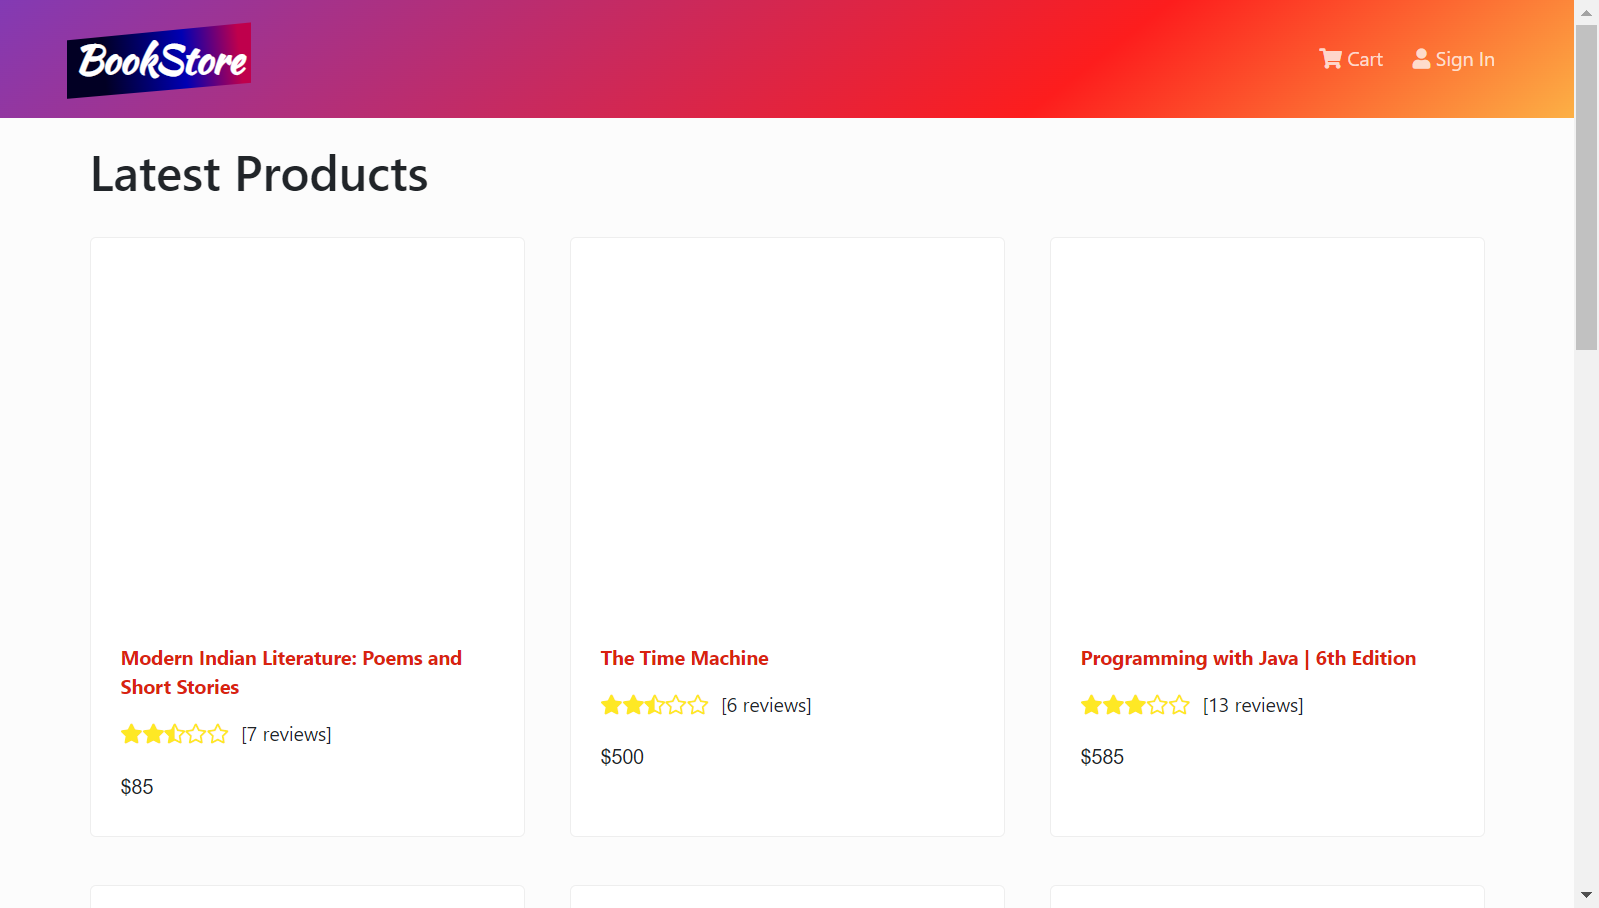 BookStore
Cart
Sign In
Latest Products
Modern Indian Literature: Poems and
Short Stories
[7 reviews]
$85
The Time Machine
[6 reviews]
$500
Programming with Java | 6th Edition
[13 reviews]
$585